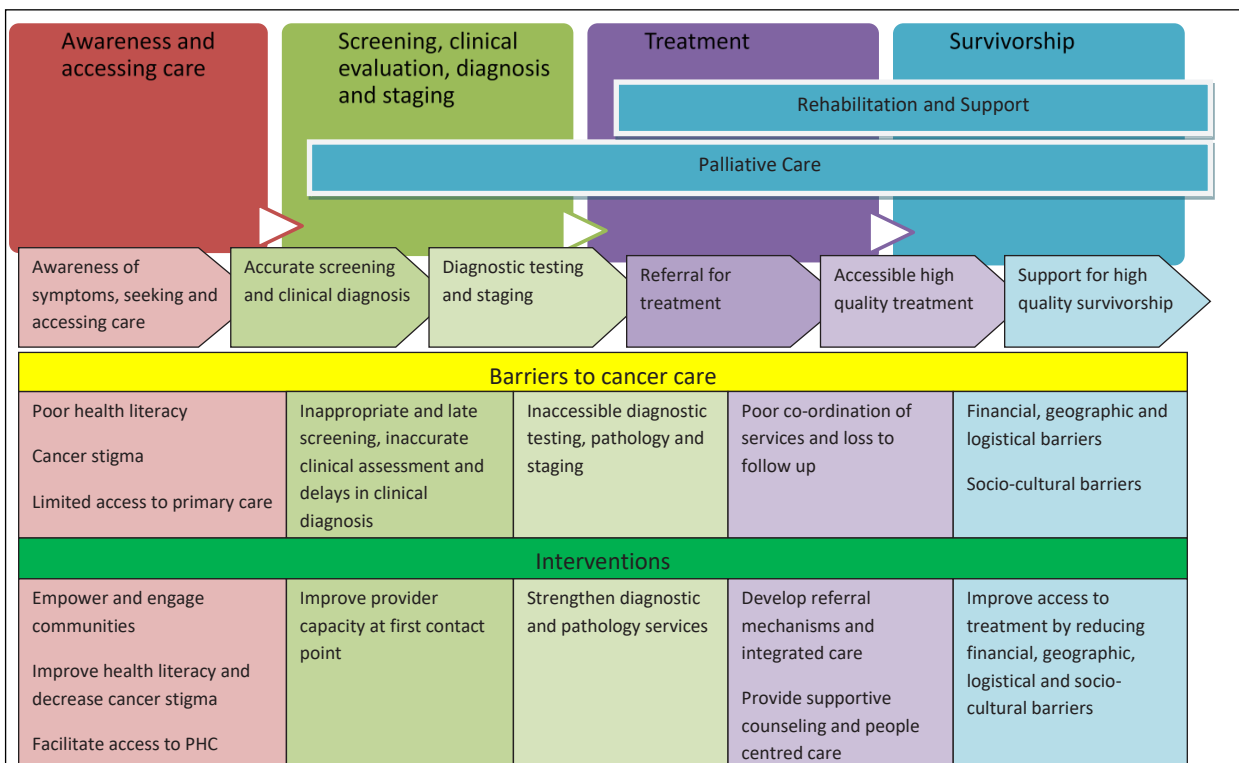 Awareness and
accessing care
Screening, clinical
evaluation, diagnosis
and staging
Treatment
Survivorship
Rehabilitation and Support
Palliative Care
Awareness of
symptoms, seeking and
accessing care
Accurate screening
and clinical diagnosis
Diagnostic testing
and staging
Referral for
treatment
Accessible high
quality treatment
Support for high
quality survivorship
Barriers to cancer care
Poor health literacy
Cancer stigma
Limited access to primary care
Inappropriate and late
screening, inaccurate
clinical assessment and
delays in clinical
diagnosis
Inaccessible diagnostic
testing, pathology and
staging
Poor co-ordination of
services and loss to
follow up
Financial, geographic and
logistical barriers
Socio-cultural barriers
Interventions
Empower and engage
communities
Improve health literacy and
decrease cancer stigma
Facilitate access to PHC
Improve provider
capacity at first contact
point
Strengthen diagnostic
and pathology services
Develop referral
mechanisms and
integrated care
Provide supportive
counseling and people
centred care
Improve access to
treatment by reducing
financial, geographic,
logistical and socio-
cultural barriers